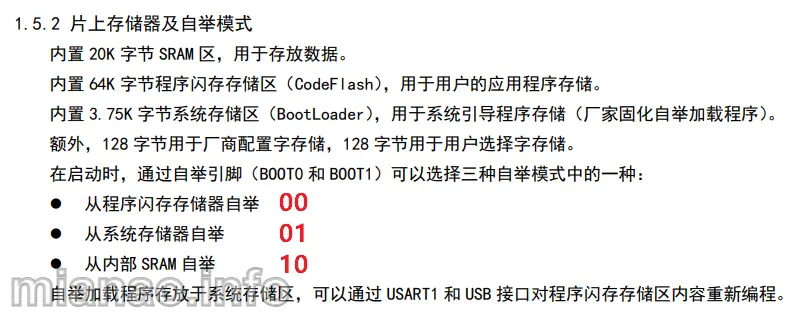 1.5.2 片上存储器及自举模式
内置 20K 字节 SRAM 区，用于存放数据。
内置 64K 字节程序闪存存储区（CodeFlash），用于用户的应用程序存储。
内置 3.75K 字节系统存储区（BootLoader），用于系统引导程序存储（厂家固化自举加载程序）。
额外，128 字节用于厂商配置字存储，128 字节用于用户选择字存储。
在启动时，通过自举引脚（BOOT0 和 BOOT1）可以选择三种自举模式中的一种：
● 从程序闪存存储器自举 00
● 从系统存储器自举 01
● 从内部 SRAM 自举 10
mianao.info
自举加载程序存放于系统存储区，可以通过 USART1 和 USB 接口对程序闪存存储区内容重新编程。